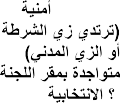 أمنية
(ترتدي زي الشرطة
أو الزي المدني)
متواجدة بمقر اللجنة
الانتخابية ؟